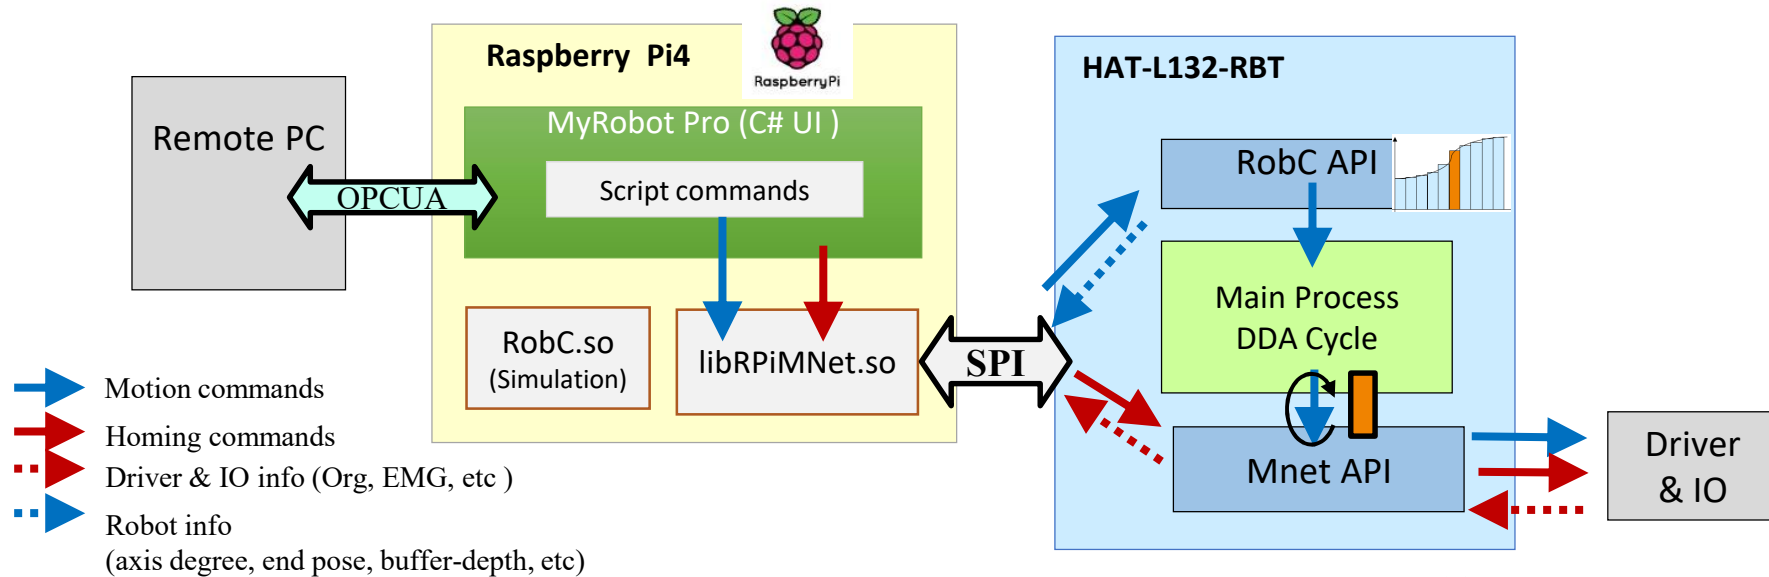 Raspberry Pi4
RaspberryPi
HAT-L132-RBT
Remote PC
MyRobot Pro (C# UI )
Script commands
OPCUA
RobC API
Main Process
DDA Cycle
RobC.so
(Simulation)
libRPiMNet.so
SPI
Mnet API
Driver
& IO
Motion commands
Homing commands
Driver & IO info (Org, EMG, etc )
Robot info
(axis degree, end pose, buffer-depth, etc)